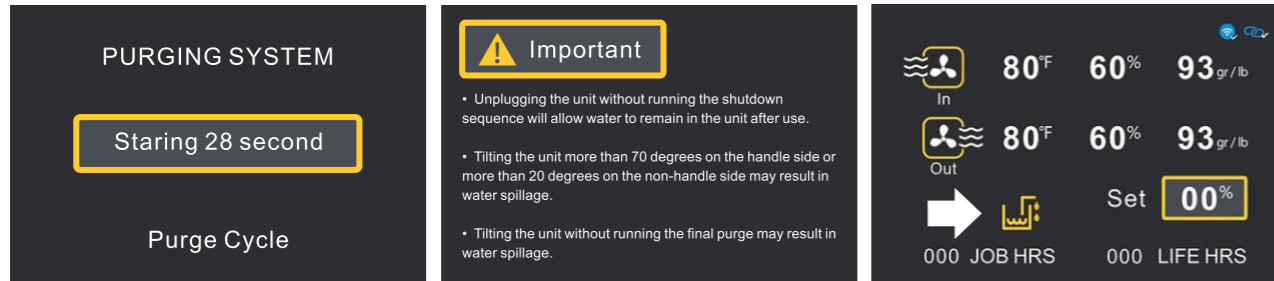 PURGING SYSTEM
Staring 28 second
Purge Cycle
Important
• Unplugging the unit without running the shutdown
sequence will allow water to remain in the unit after use.
• Tilting the unit more than 70 degrees on the handle side or
more than 20 degrees on the non-handle side may result in
water spillage.
• Tilting the unit without running the final purge may result in
water spillage.
80°F 60% 93 gr/lb
In
80°F 60% 93 gr/lb
Out
Set 00%
000 JOB HRS 000 LIFE HRS